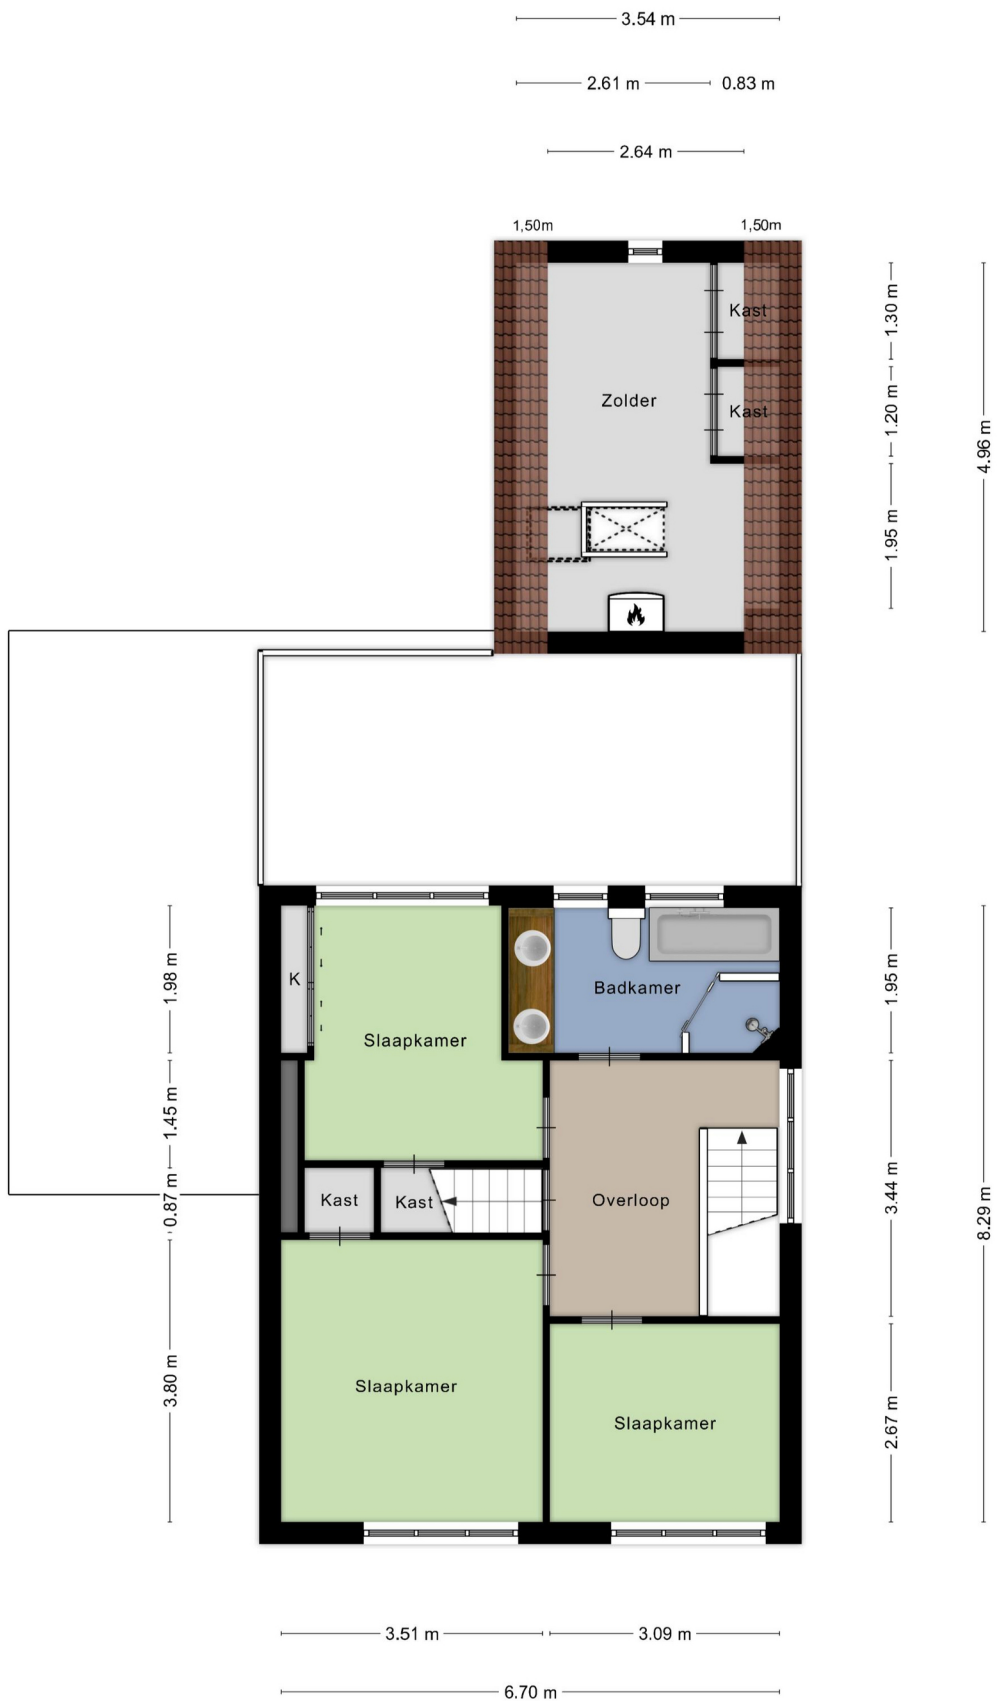 3.54 m
2.61 m
0.83 m
2.64 m
1,50m
1,50m
1.30 m
Kast
Zolder
Kast
1.20 m
4.96 m
1.95 m
1.98 m
K
Badkamer
1.95 m
Slaapkamer
1.45 m
0.87 m
Kast
Kast
Overloop
3.44 m
8.29 m
3.80 m
Slaapkamer
Slaapkamer
2.67 m
3.51 m
3.09 m
6.70 m